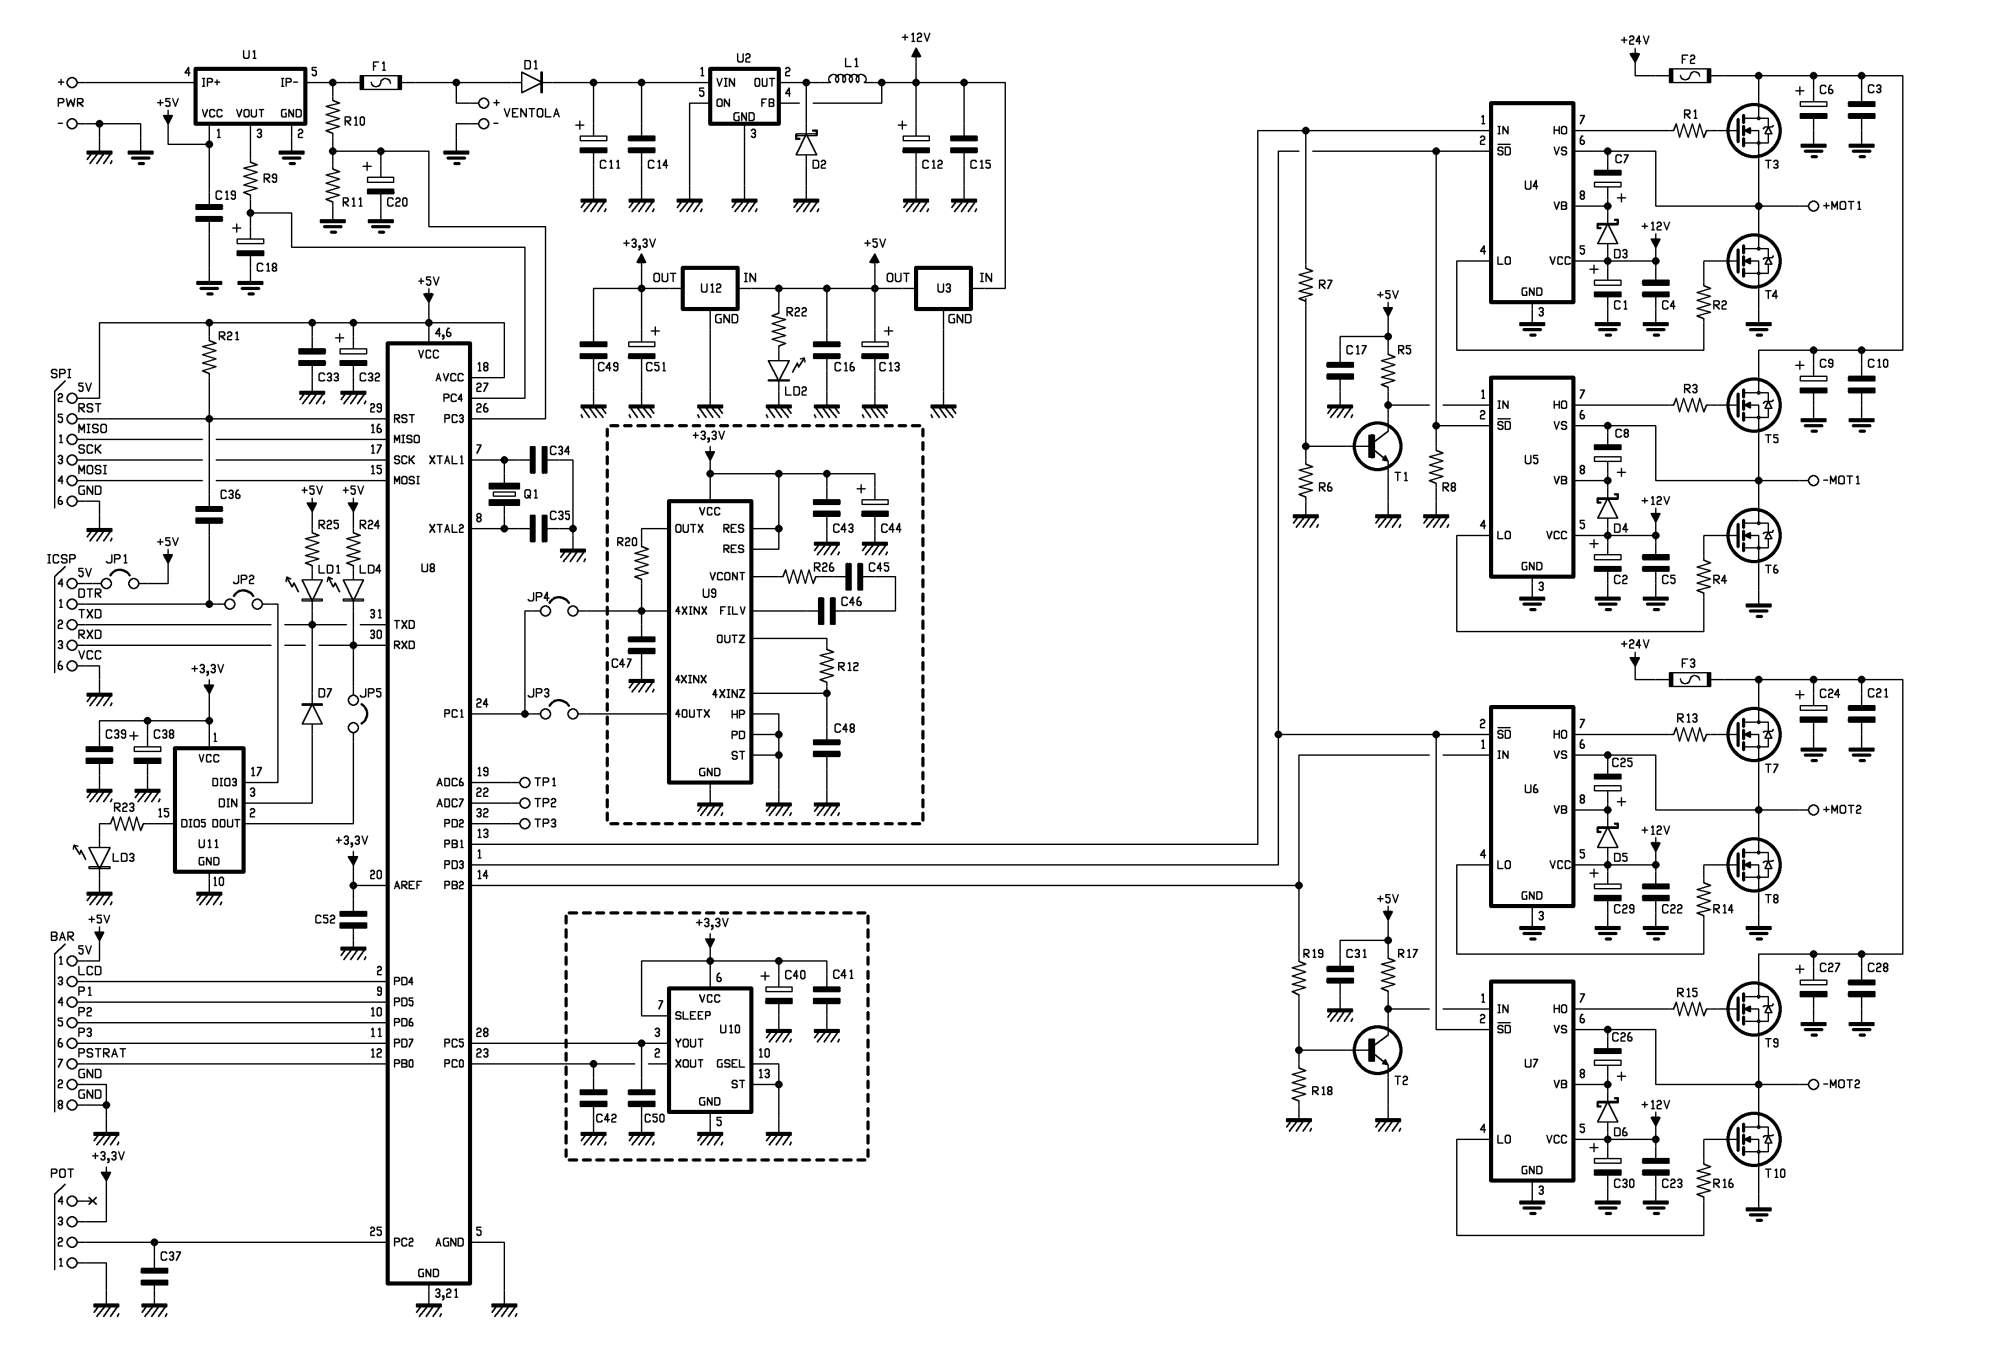 U1
4 IP+ IP- 5
VCC VOUT GND
1 3 2
+
PWR
-
+5V
F1
R10
R9
R11
C19
C18
+
C20
+
D1
+
VENTOLA
-
+
C11
C14
U2
1 VIN OUT 2
5 ON FB 4
GND
3
D2
L1
+12V
+
C12
C15
+3,3V
OUT U12 IN
GND
+5V
OUT U3 IN
GND
C49
+
C51
R22
LD2
C16
+
C13
+5V
R21
C33
+
C32
4,6
VCC
AVCC 18
PC4 27
PC3 26
SPI
2 5V
5 RST
1 MISO
3 SCK
4 MOSI
6 GND
29 RST
16 MISO
17 SCK
15 MOSI
XTAL1 7
XTAL2 8
C34
Q1
C35
C36
+5V +5V
R25 R24
LD1 LD4
U8
ICSP
JP1
+5V
JP2
4 5V
1 DTR
2 TXD
3 RXD
6 VCC
31 TXD
30 RXD
+3,3V
C39
+
C38
D7
JP5
1
VCC
DIO3 17
DIN 3
15 DIO5 DOUT 2
U11
GND
10
R23
LD3
PC1 24
ADC6 19 TP1
ADC7 22 TP2
PD2 32 TP3
PB1 13
PD3 1
PB2 14
+3,3V
20 AREF
C52
+5V
BAR
1 5V
3 LCD
4 P1
5 P2
6 P3
7 PSTRAT
2 GND
8 GND
2 PD4
9 PD5
10 PD6
11 PD7
12 PB0
PC5 28
PC0 23
+3,3V
POT
4
3
2
1
C37
25 PC2
AGND 5
GND
3,21
+3,3V
VCC
OUTX RES
RES
VCONT
U9
4XINX FILV
OUTZ
4XINX
4XINZ
4OUTX HP
PD
ST
GND
R20
JP4
C47
JP3
C43
+
C44
R26
C45
C46
R12
C48
+3,3V
6
VCC
7 SLEEP
U10
3 YOUT
2 XOUT GSEL 10
ST 13
GND
5
+
C40
C41
C42
C50
R7
R6
C17
+5V
R5
T1
R8
R19
R18
C31
+5V
R17
T2
+24V
F2
+
C6
C3
1 IN HO 7
2 SD VS 6
U4
VB 8
4 LO VCC 5
GND
3
R1
T3
C7
+
D3
+12V
+
C1
C4
R2
T4
+MOT1
+
C9
C10
1 IN HO 7
2 SD VS 6
U5
VB 8
4 LO VCC 5
GND
3
R3
T5
C8
+
D4
+12V
+
C2
C5
R4
T6
-MOT1
+24V
F3
+
C24
C21
2 SD HO 7
1 IN VS 6
U6
VB 8
4 LO VCC 5
GND
3
R13
T7
C25
+
D5
+12V
+
C29
C22
R14
T8
+MOT2
+
C27
C28
1 IN HO 7
2 SD VS 6
U7
VB 8
4 LO VCC 5
GND
3
R15
T9
C26
+
D6
+12V
+
C30
C23
R16
T10
-MOT2